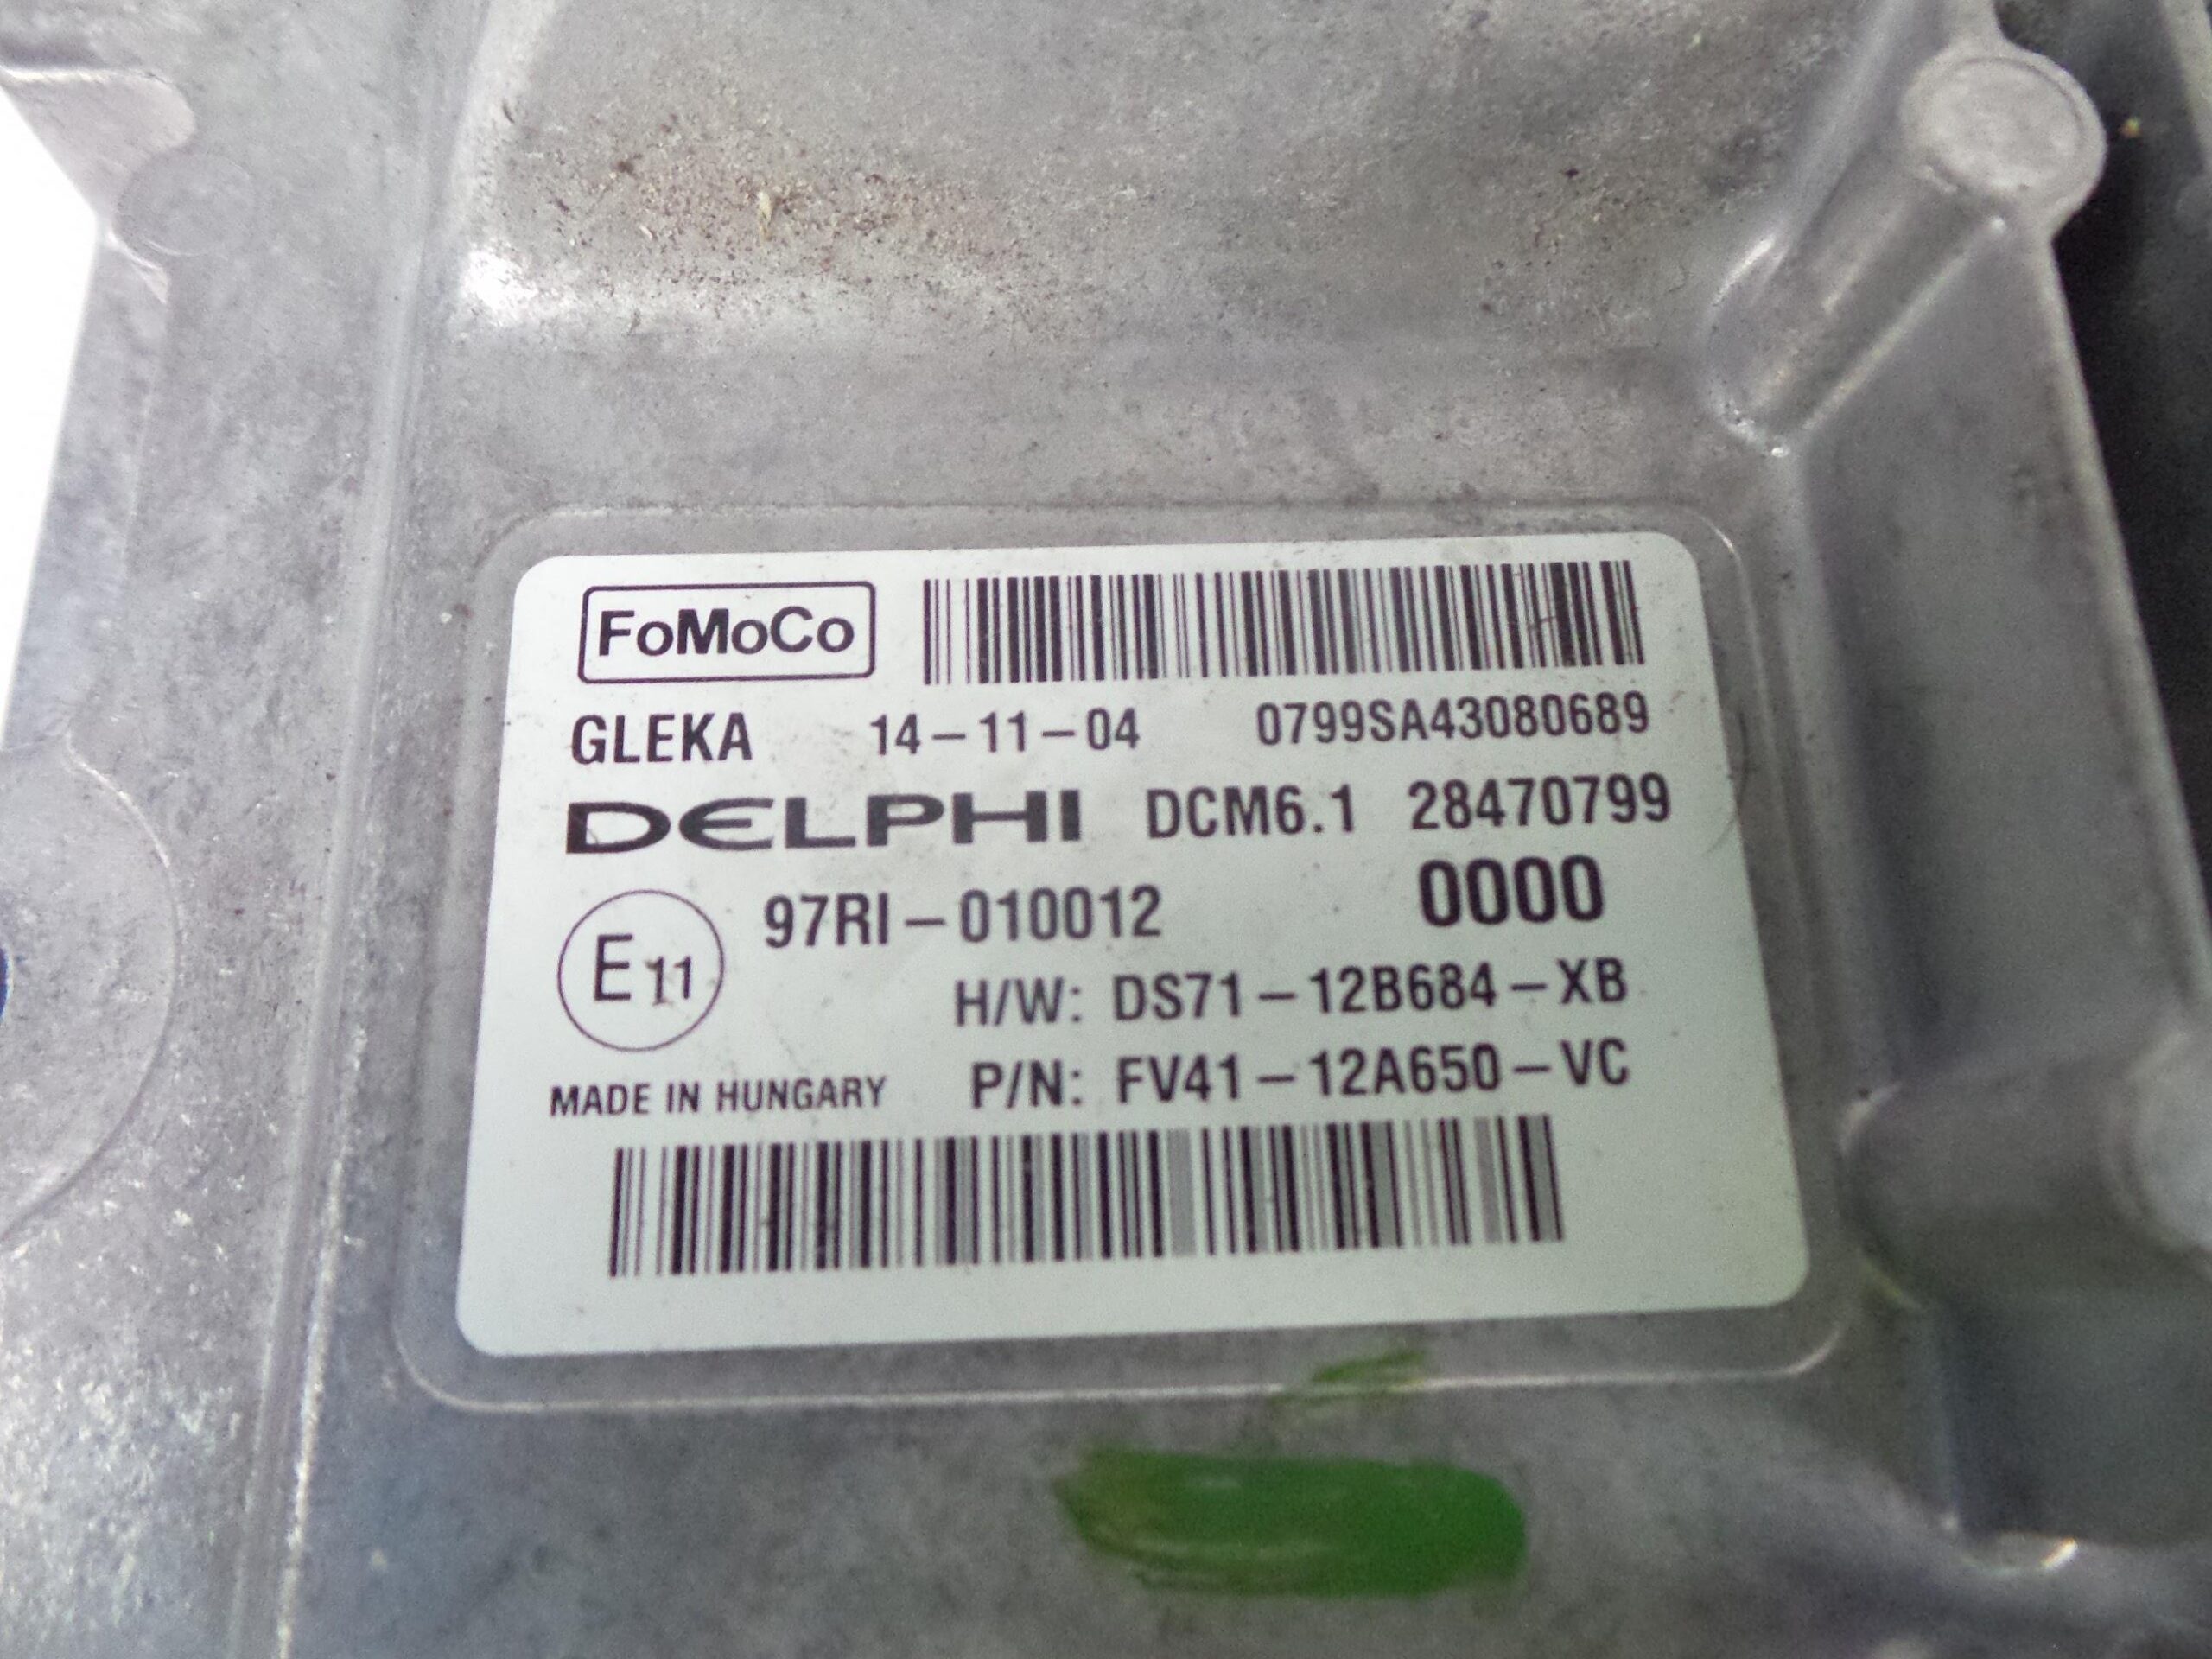 FoMoCo
GLEKA 14-11-04 0799SA43080689
DELPHI DCM6.1 28470799
E11 97RI-010012 0000
H/W: DS71-12B684-XB
MADE IN HUNGARY P/N: FV41-12A650-VC